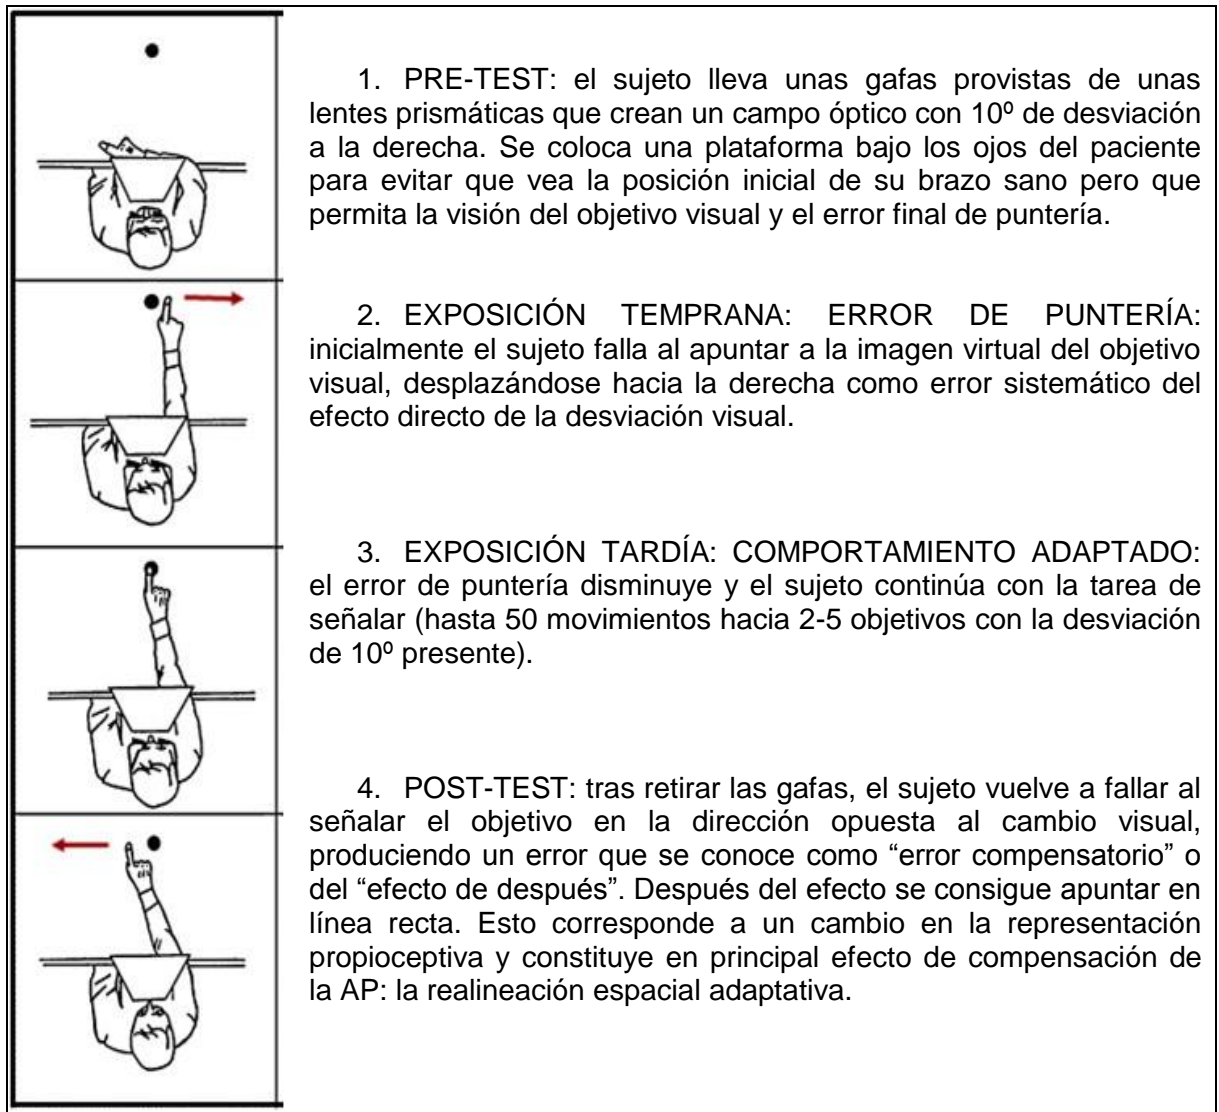 1. PRE-TEST: el sujeto lleva unas gafas provistas de unas
lentes prismáticas que crean un campo óptico con 10º de desviación
a la derecha. Se coloca una plataforma bajo los ojos del paciente
para evitar que vea la posición inicial de su brazo sano pero que
permita la visión del objetivo visual y el error final de puntería.
2. EXPOSICIÓN TEMPRANA: ERROR DE PUNTERÍA:
inicialmente el sujeto falla al apuntar a la imagen virtual del objetivo
visual, desplazándose hacia la derecha como error sistemático del
efecto directo de la desviación visual.
3. EXPOSICIÓN TARDÍA: COMPORTAMIENTO ADAPTADO:
el error de puntería disminuye y el sujeto continúa con la tarea de
señalar (hasta 50 movimientos hacia 2-5 objetivos con la desviación
de 10º presente).
4. POST-TEST: tras retirar las gafas, el sujeto vuelve a fallar al
señalar el objetivo en la dirección opuesta al cambio visual,
produciendo un error que se conoce como “error compensatorio” o
del “efecto de después”. Después del efecto se consigue apuntar en
línea recta. Esto corresponde a un cambio en la representación
propioceptiva y constituye en principal efecto de compensación de
la AP: la realineación espacial adaptativa.